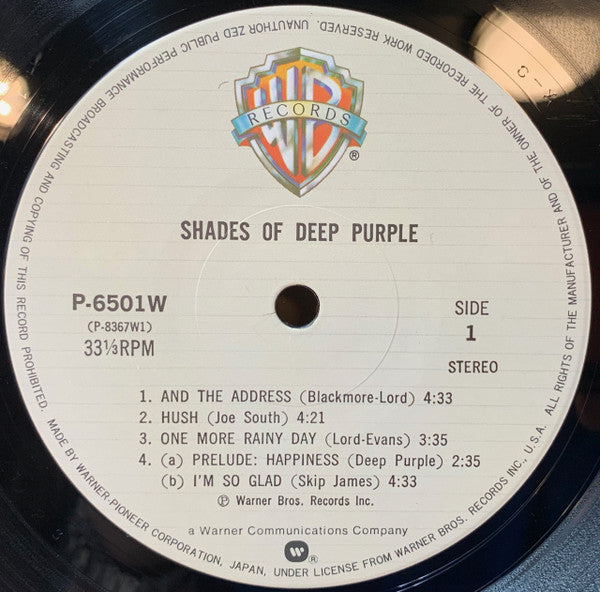 UNAUTHORIZED PUBLIC PERFORMANCE BROADCASTING AND COPYING OF THIS RECORD PROHIBITED.
ALL RIGHTS OF THE MANUFACTURER AND OF THE OWNER OF THE RECORDED WORK RESERVED.
WB
RECORDS
®
SHADES OF DEEP PURPLE
P-6501W
(P-8367W1)
33⅓RPM
SIDE
1
STEREO
1. AND THE ADDRESS (Blackmore-Lord) 4:33
2. HUSH (Joe South) 4:21
3. ONE MORE RAINY DAY (Lord-Evans) 3:35
4. (a) PRELUDE: HAPPINESS (Deep Purple) 2:35
(b) I'M SO GLAD (Skip James) 4:33
Ⓟ Warner Bros. Records Inc.
a Warner Communications Company
®
MADE BY WARNER-PIONEER CORPORATION, JAPAN, UNDER LICENSE FROM WARNER BROS. RECORDS INC., U.S.A.